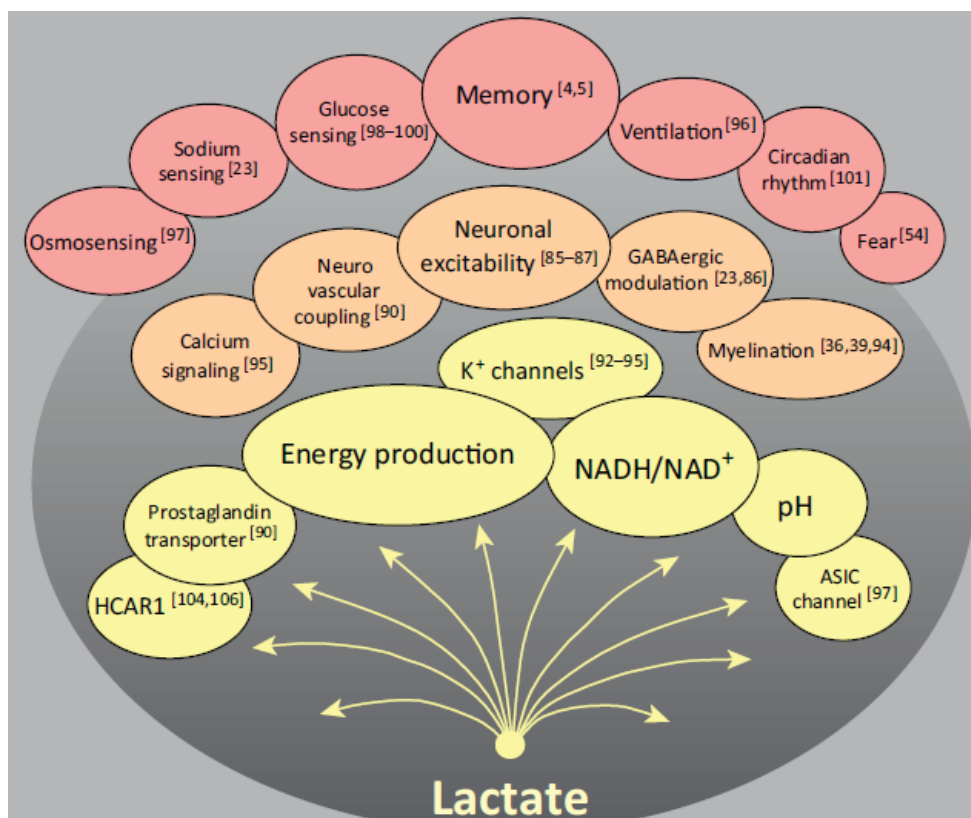 Memory [4,5]
Glucose
sensing [98–100]
Ventilation [96]
Sodium
sensing [23]
Circadian
rhythm [101]
Osmosensing [97]
Fear [54]
Neuronal
excitability [85–87]
Neuro
vascular
coupling [90]
GABAergic
modulation [23,86]
Calcium
signaling [95]
Myelination [36,39,94]
K+ channels [92–95]
Energy production
NADH/NAD+
Prostaglandin
transporter [90]
pH
HCAR1 [104,106]
ASIC
channel [97]
Lactate